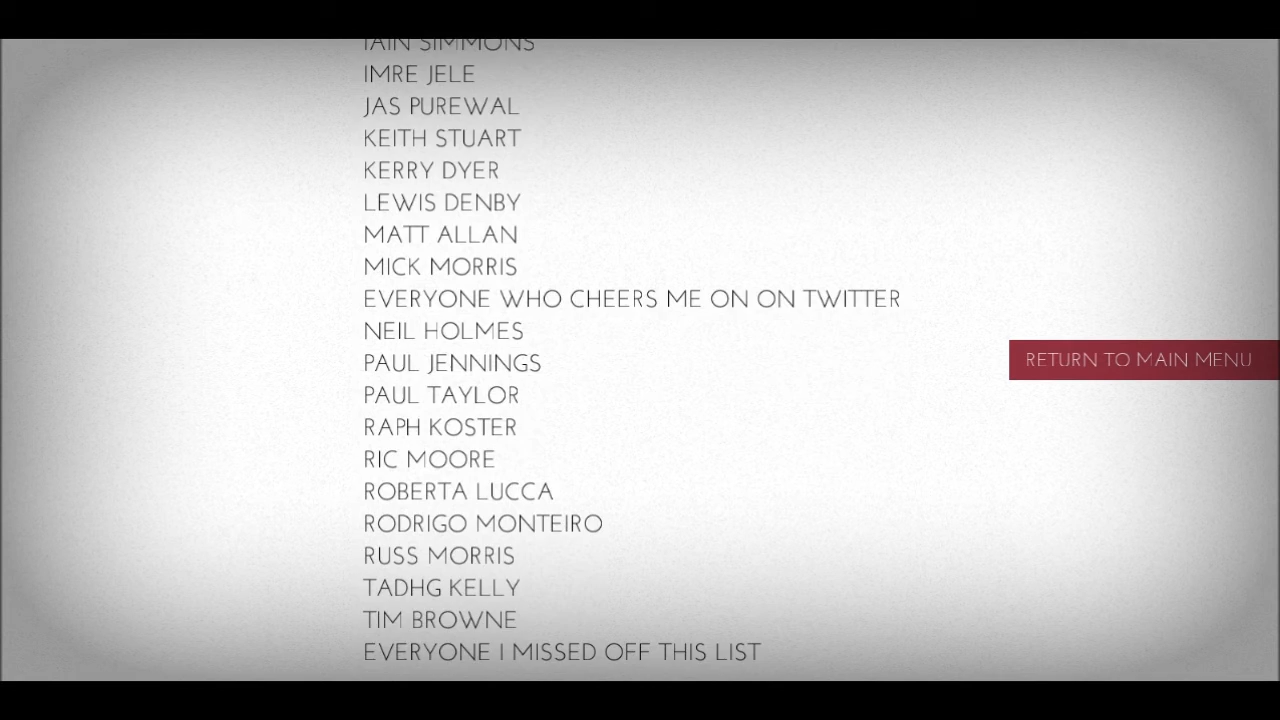 IAIN SIMMONS
IMRE JELE
JAS PUREWAL
KEITH STUART
KERRY DYER
LEWIS DENBY
MATT ALLAN
MICK MORRIS
EVERYONE WHO CHEERS ME ON ON TWITTER
NEIL HOLMES
PAUL JENNINGS
RETURN TO MAIN MENU
PAUL TAYLOR
RAPH KOSTER
RIC MOORE
ROBERTA LUCCA
RODRIGO MONTEIRO
RUSS MORRIS
TADHG KELLY
TIM BROWNE
EVERYONE I MISSED OFF THIS LIST